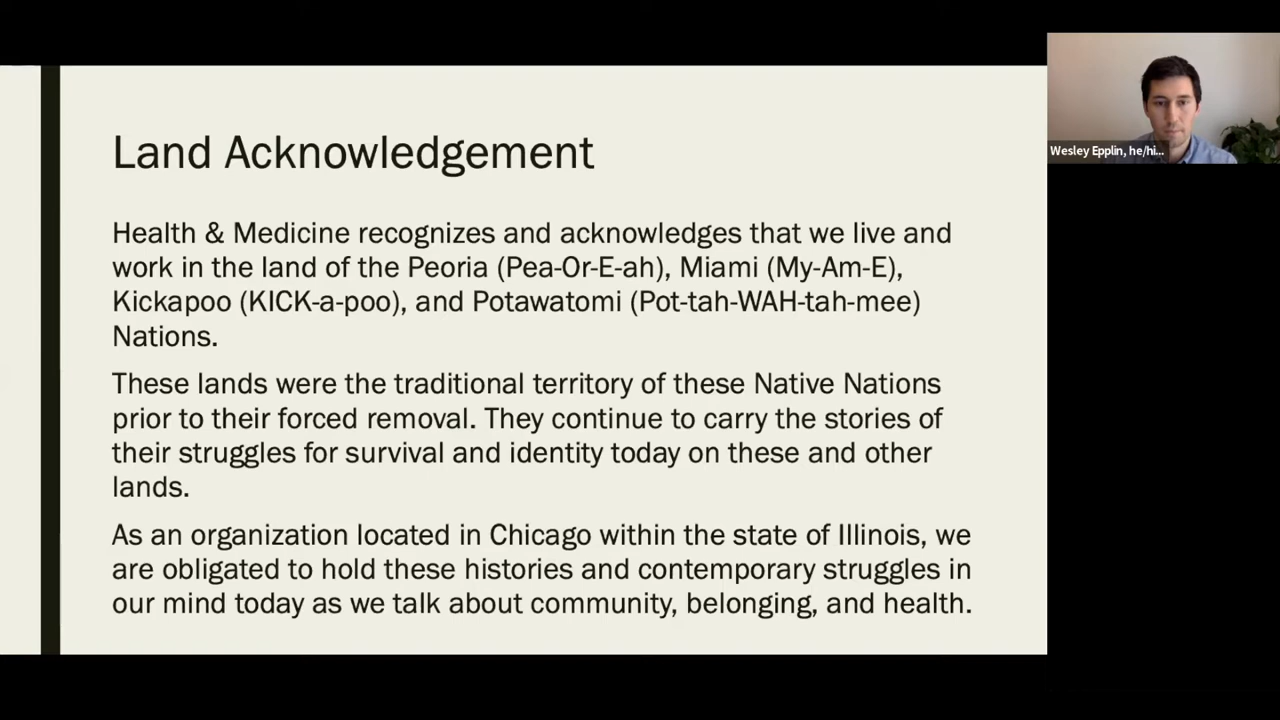 Land Acknowledgement
Health & Medicine recognizes and acknowledges that we live and
work in the land of the Peoria (Pea-Or-E-ah), Miami (My-Am-E),
Kickapoo (KICK-a-poo), and Potawatomi (Pot-tah-WAH-tah-mee)
Nations.
These lands were the traditional territory of these Native Nations
prior to their forced removal. They continue to carry the stories of
their struggles for survival and identity today on these and other
lands.
As an organization located in Chicago within the state of Illinois, we
are obligated to hold these histories and contemporary struggles in
our mind today as we talk about community, belonging, and health.
Wesley Epplin, he/hi...